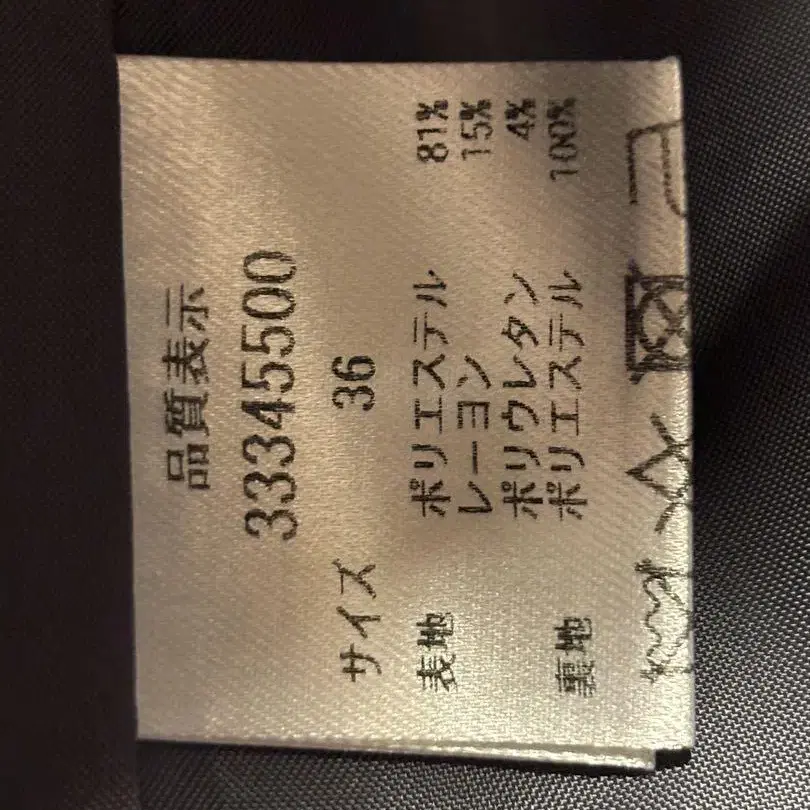 品質表示
33345500
サイズ 36
表地 ポリエステル 81%
レーヨン 15%
ポリウレタン 4%
裏地 ポリエステル 100%